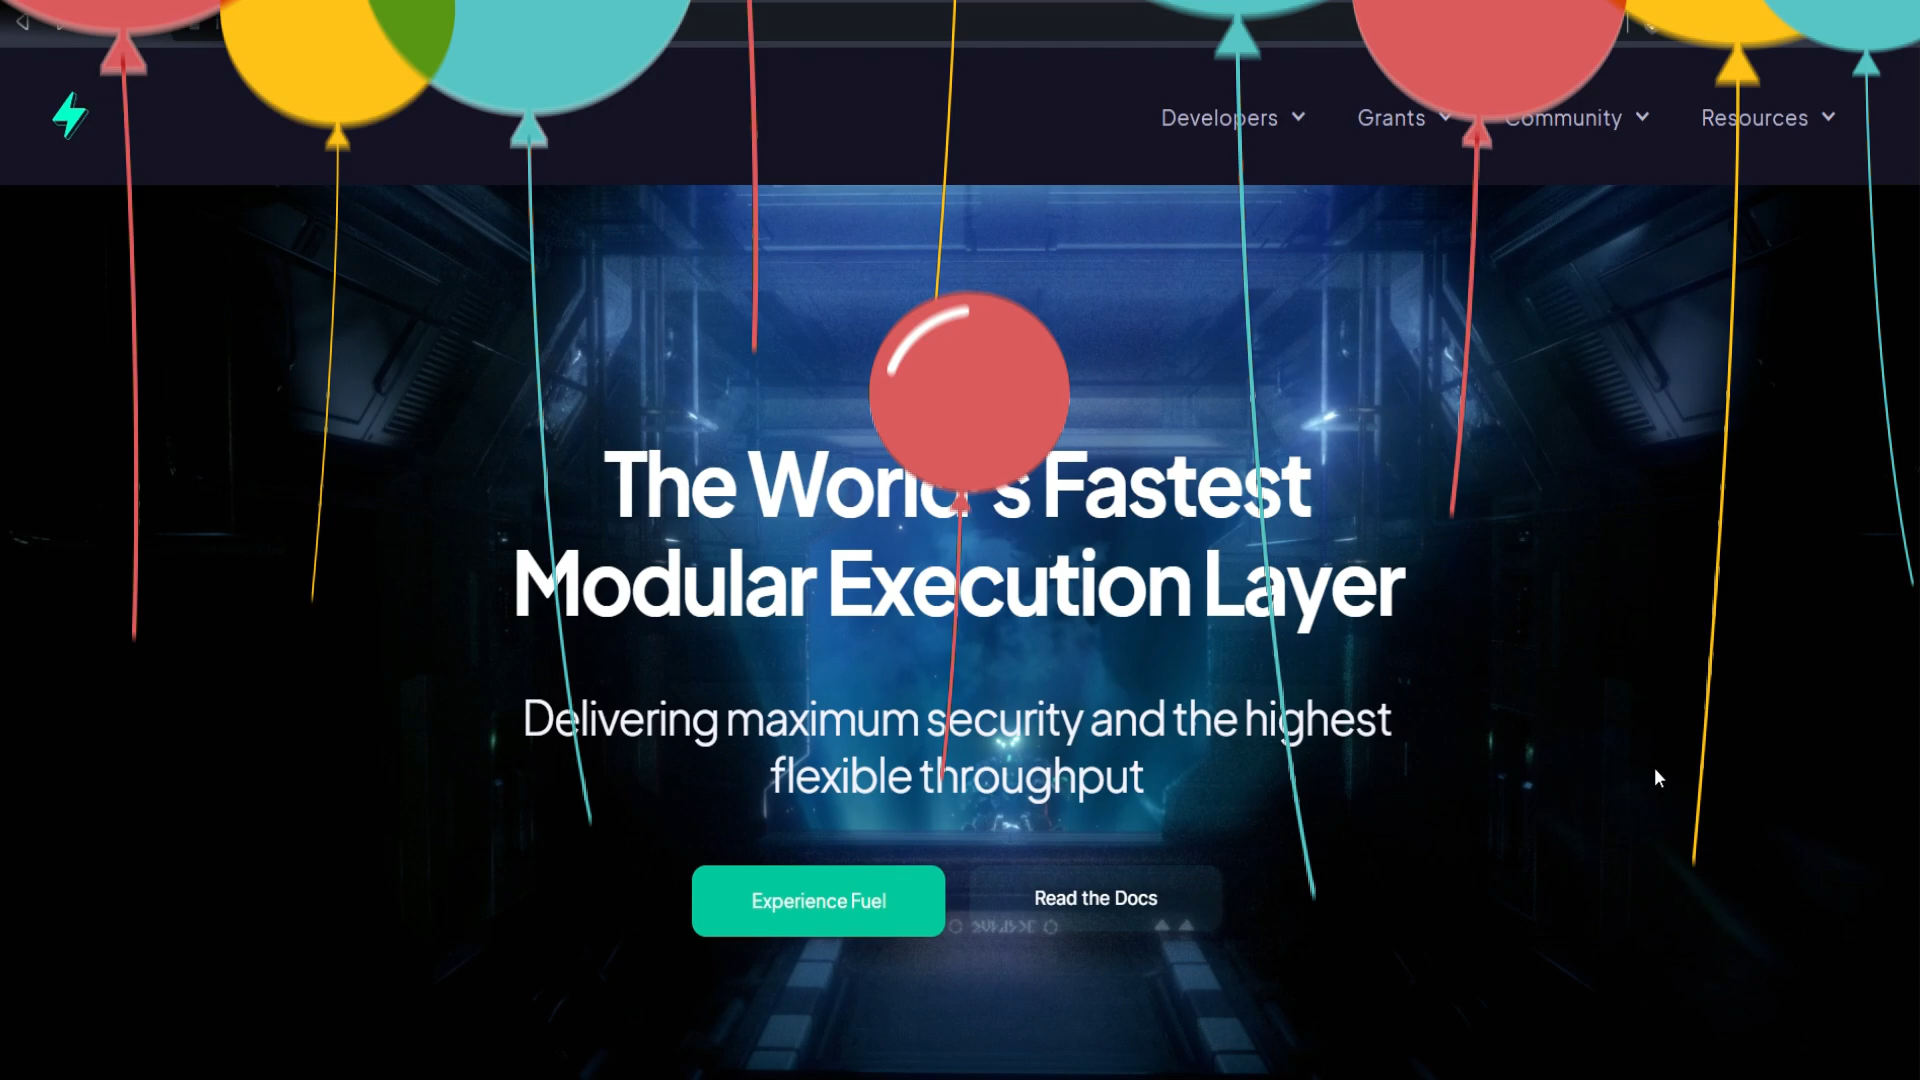 Developers Grants Community Resources
The World's Fastest
Modular Execution Layer
Delivering maximum security and the highest
flexible throughput
Experience Fuel Read the Docs